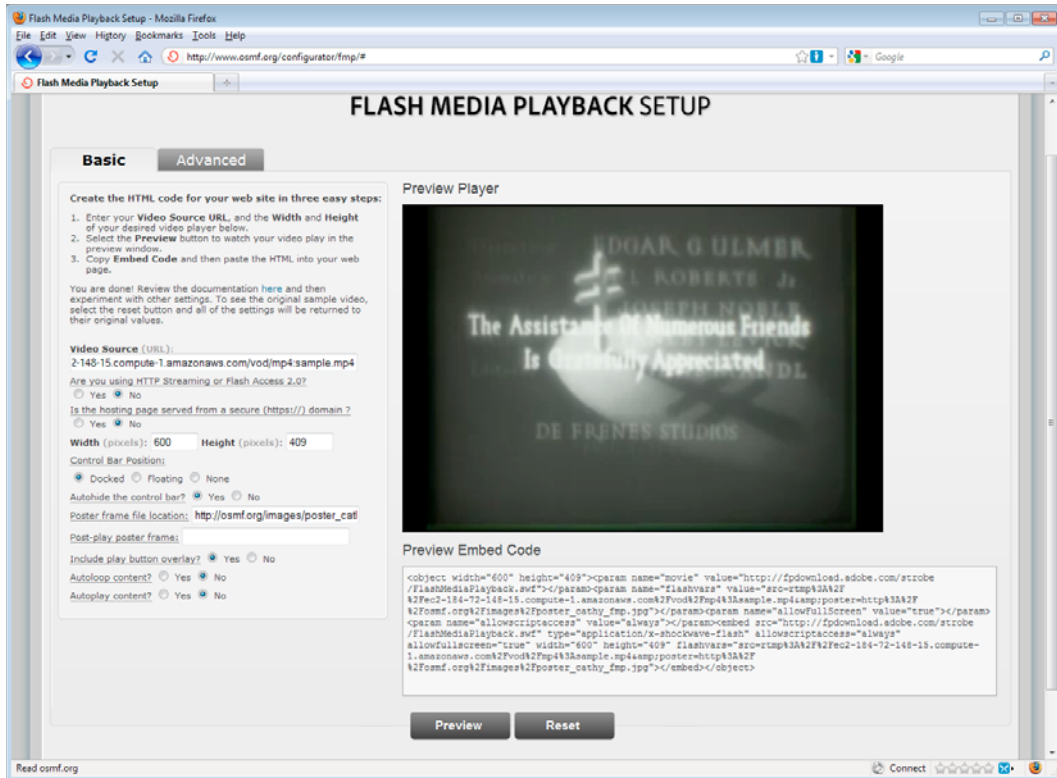 Flash Media Playback Setup - Mozilla Firefox
File Edit View History Bookmarks Tools Help
http://www.osmf.org/configurator/fmp/#
Google
Flash Media Playback Setup
FLASH MEDIA PLAYBACK SETUP
Basic
Advanced
Create the HTML code for your web site in three easy steps:
1. Enter your Video Source URL, and the Width and Height
of your desired video player below.
2. Select the Preview button to watch your video play in the
preview window.
3. Copy Embed Code and then paste the HTML into your web
page.
You are done! Review the documentation here and then
experiment with other settings. To see the original sample video,
select the reset button and all of the settings will be returned to
their original values.
Video Source (URL):
2-148-15.compute-1.amazonaws.com/vod/mp4:sample.mp4
Are you using HTTP Streaming or Flash Access 2.0?
Yes No
Is the hosting page served from a secure (https://) domain ?
Yes No
Width (pixels): 600 Height (pixels): 409
Control Bar Position:
Docked Floating None
Autohide the control bar? Yes No
Poster frame file location: http://osmf.org/images/poster_cath
Post-play poster frame:
Include play button overlay? Yes No
Autoloop content? Yes No
Autoplay content? Yes No
Preview Player
EDGAR G ULMER
ROBERTS Jr
JOSEPH NOBLE
The Assistance Of Numerous Friends
Is Gratefully Appreciated
DE FRENES STUDIOS
Preview Embed Code
<object width="600" height="409"><param name="movie" value="http://fpdownload.adobe.com/strobe
/FlashMediaPlayback.swf"></param><param name="flashvars" value="src=rtmp%3A%2F
%2Fec2-184-72-148-15.compute-1.amazonaws.com%2Fvod%2Fmp4%3Asample.mp4&amp;poster=http%3A%2F
%2Fosmf.org%2Fimages%2Fposter_cathy_fmp.jpg"></param><param name="allowFullScreen" value="true"></param>
<param name="allowscriptaccess" value="always"></param><embed src="http://fpdownload.adobe.com/strobe
/FlashMediaPlayback.swf" type="application/x-shockwave-flash" allowscriptaccess="always"
allowfullscreen="true" width="600" height="409" flashvars="src=rtmp%3A%2F%2Fec2-184-72-148-15.compute-
1.amazonaws.com%2Fvod%2Fmp4%3Asample.mp4&amp;poster=http%3A%2F
%2Fosmf.org%2Fimages%2Fposter_cathy_fmp.jpg"></embed></object>
Preview
Reset
Read osmf.org
Connect